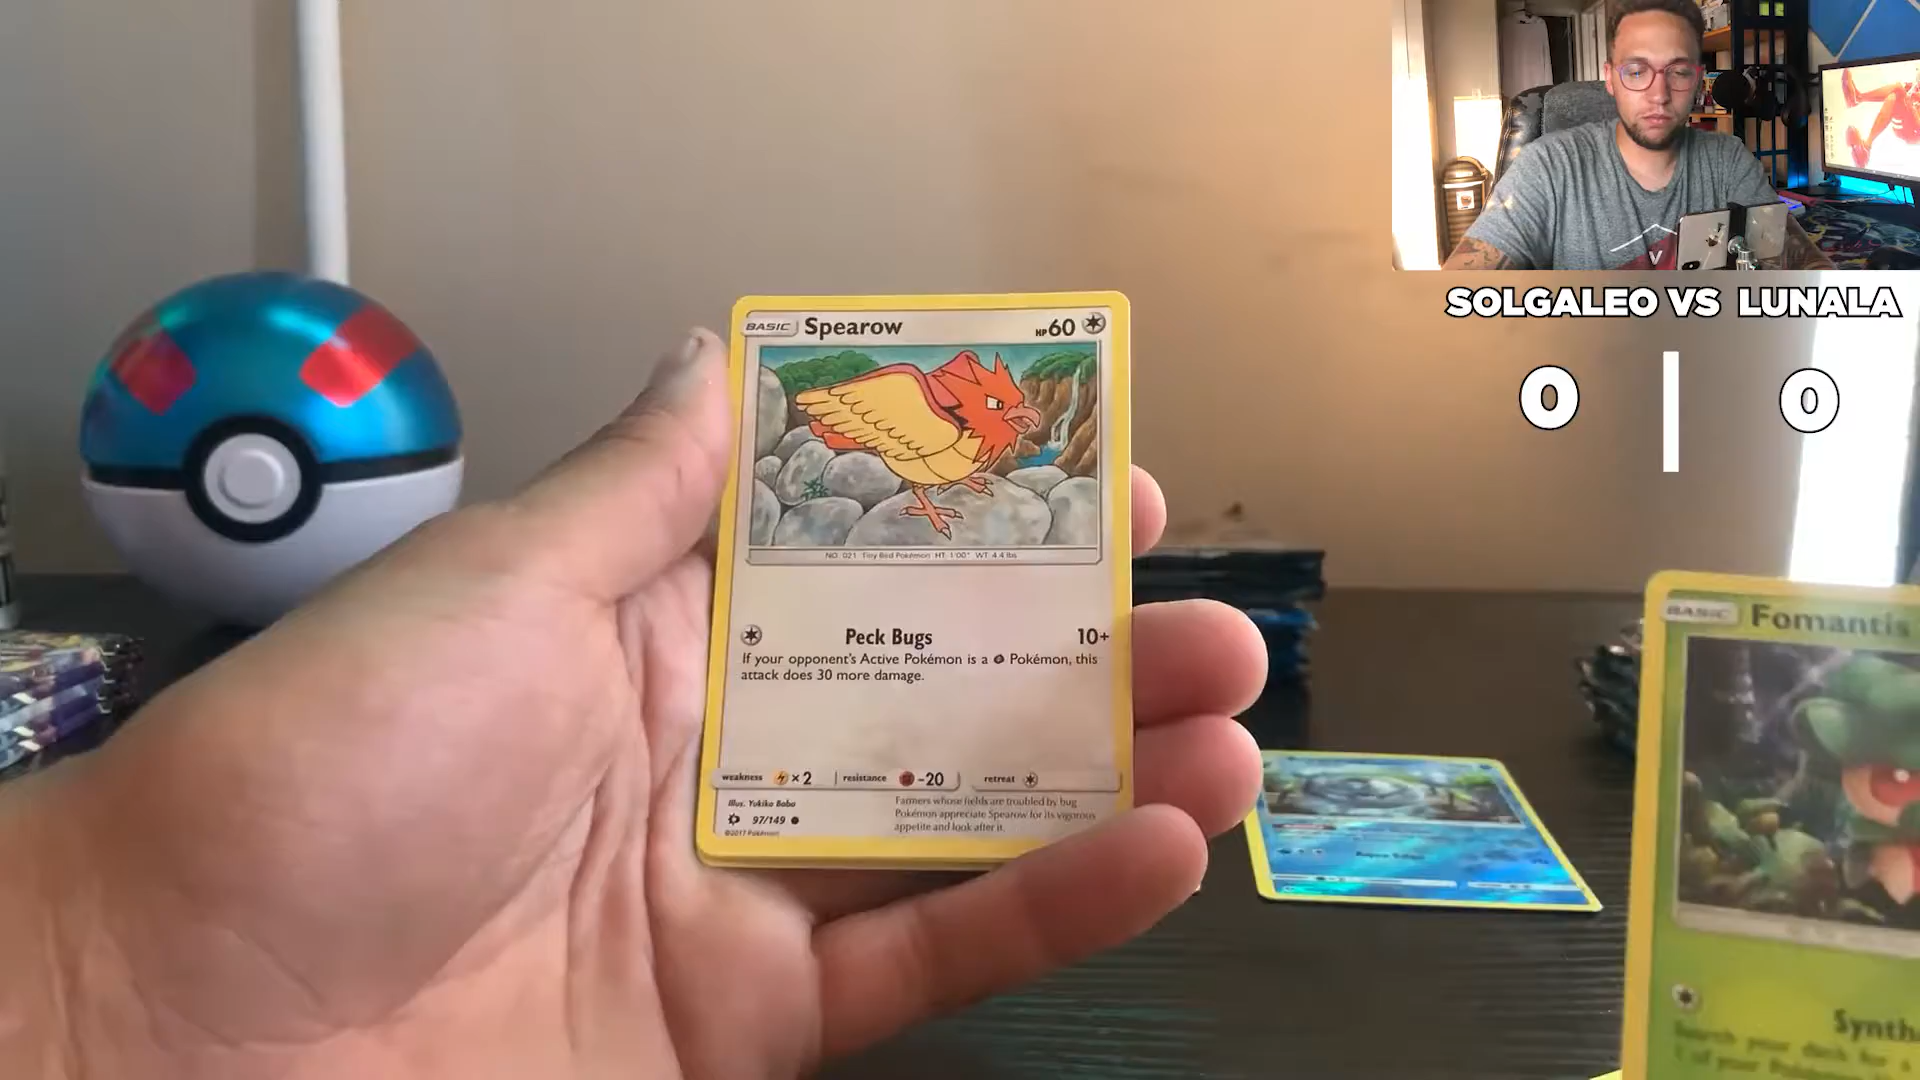 SOLGALEO VS LUNALA
0 | 0
BASIC Spearow HP60
NO. 021 Tiny Bird Pokémon HT 1'00" WT 4.4 lbs
Peck Bugs 10+
If your opponent's Active Pokémon is a Pokémon, this
attack does 30 more damage.
weakness ×2 resistance -20 retreat
Illus. Yukiko Baba
97/149
©2017 Pokémon
Farmers whose fields are troubled by bug
Pokémon appreciate Spearow for its vigorous
appetite and look after it.
BASIC Fomantis
Synth